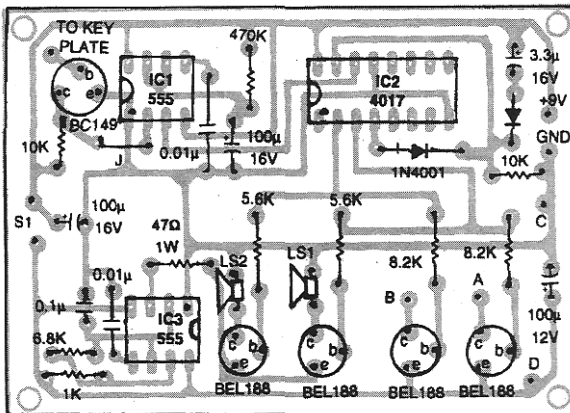 TO KEY
PLATE
b
c
e
BC149
10K
J
IC1
555
0.01µ
470K
100µ
16V
IC2
4017
1N4001
3.3µ
16V
+9V
GND
10K
C
S1
100µ
16V
47Ω
1W
5.6K
5.6K
LS2
LS1
8.2K
8.2K
B
A
100µ
12V
D
0.01µ
0.1µ
6.8K
1K
IC3
555
c
b
e
BEL188
c
b
e
BEL188
c
b
e
BEL188
c
b
e
BEL188